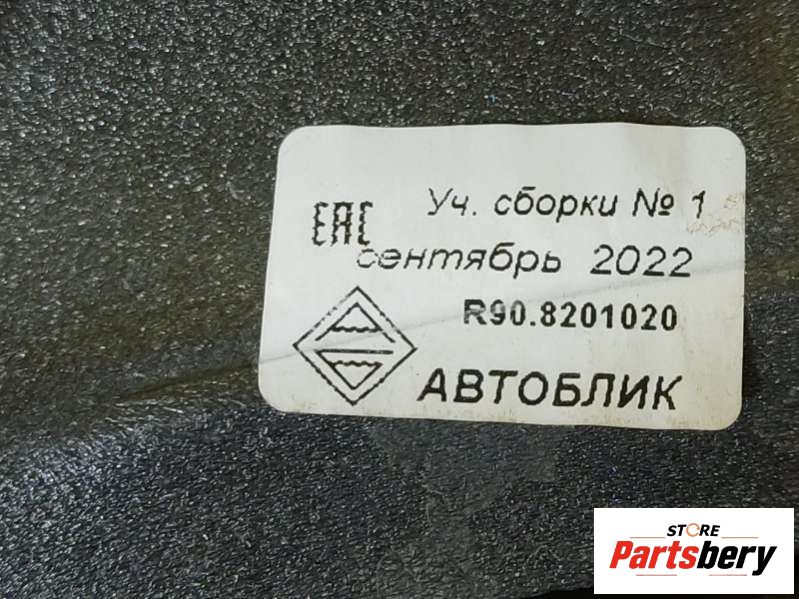 Уч. сборки № 1
ЕАС
сентябрь 2022
R90.8201020
АВТОБЛИК
STORE
Partsbery